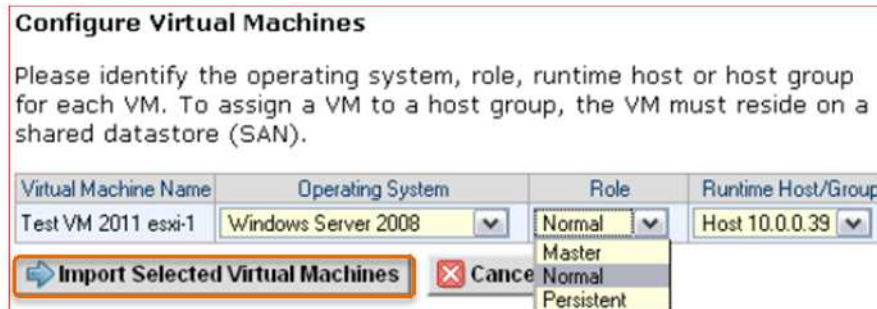 Configure Virtual Machines
Please identify the operating system, role, runtime host or host group
for each VM. To assign a VM to a host group, the VM must reside on a
shared datastore (SAN).
Virtual Machine Name Operating System Role Runtime Host/Group
Test VM 2011 esxi-1 Windows Server 2008 Normal Host 10.0.0.39
Master
Import Selected Virtual Machines Cance Normal
Persistent